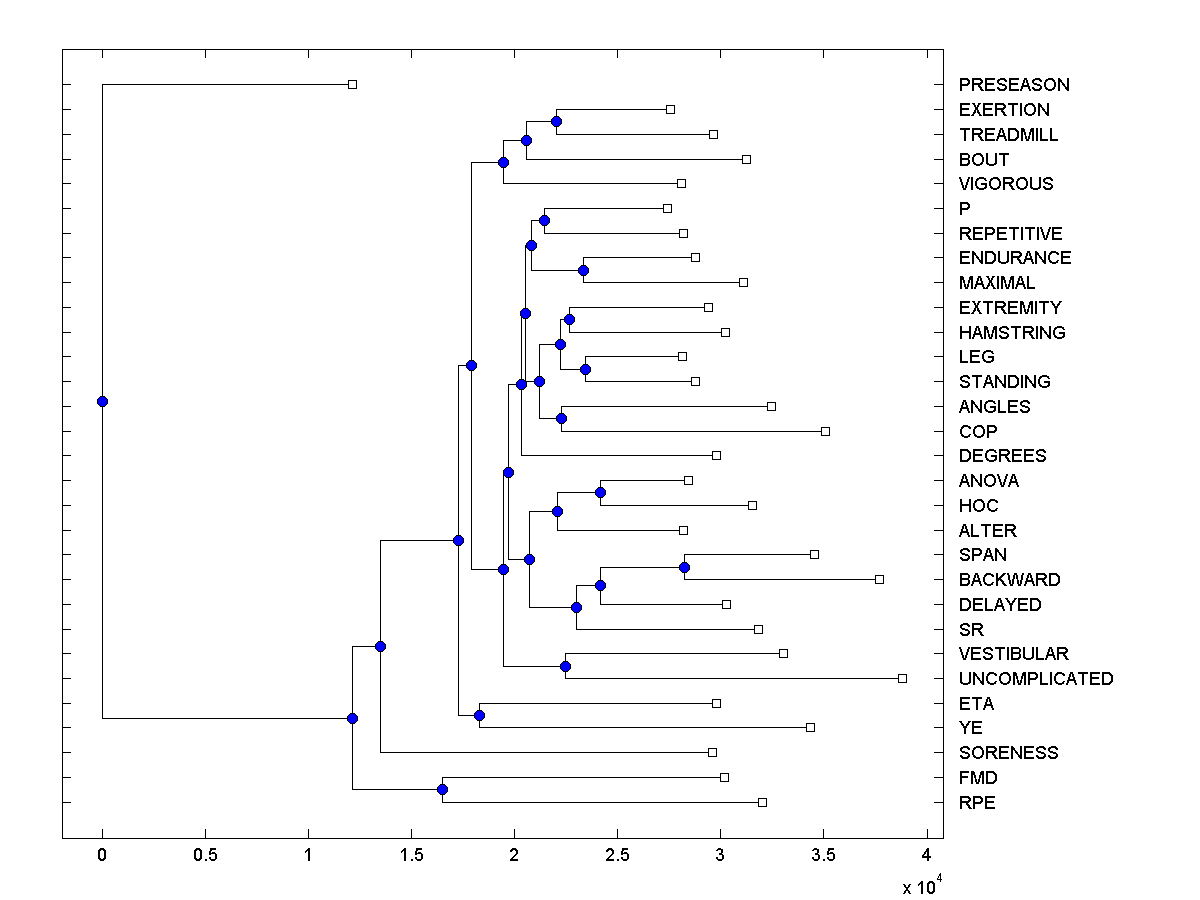 PRESEASON
EXERTION
TREADMILL
BOUT
VIGOROUS
P
REPETITIVE
ENDURANCE
MAXIMAL
EXTREMITY
HAMSTRING
LEG
STANDING
ANGLES
COP
DEGREES
ANOVA
HOC
ALTER
SPAN
BACKWARD
DELAYED
SR
VESTIBULAR
UNCOMPLICATED
ETA
YE
SORENESS
FMD
RPE
0 0.5 1 1.5 2 2.5 3 3.5 4
x 10^4